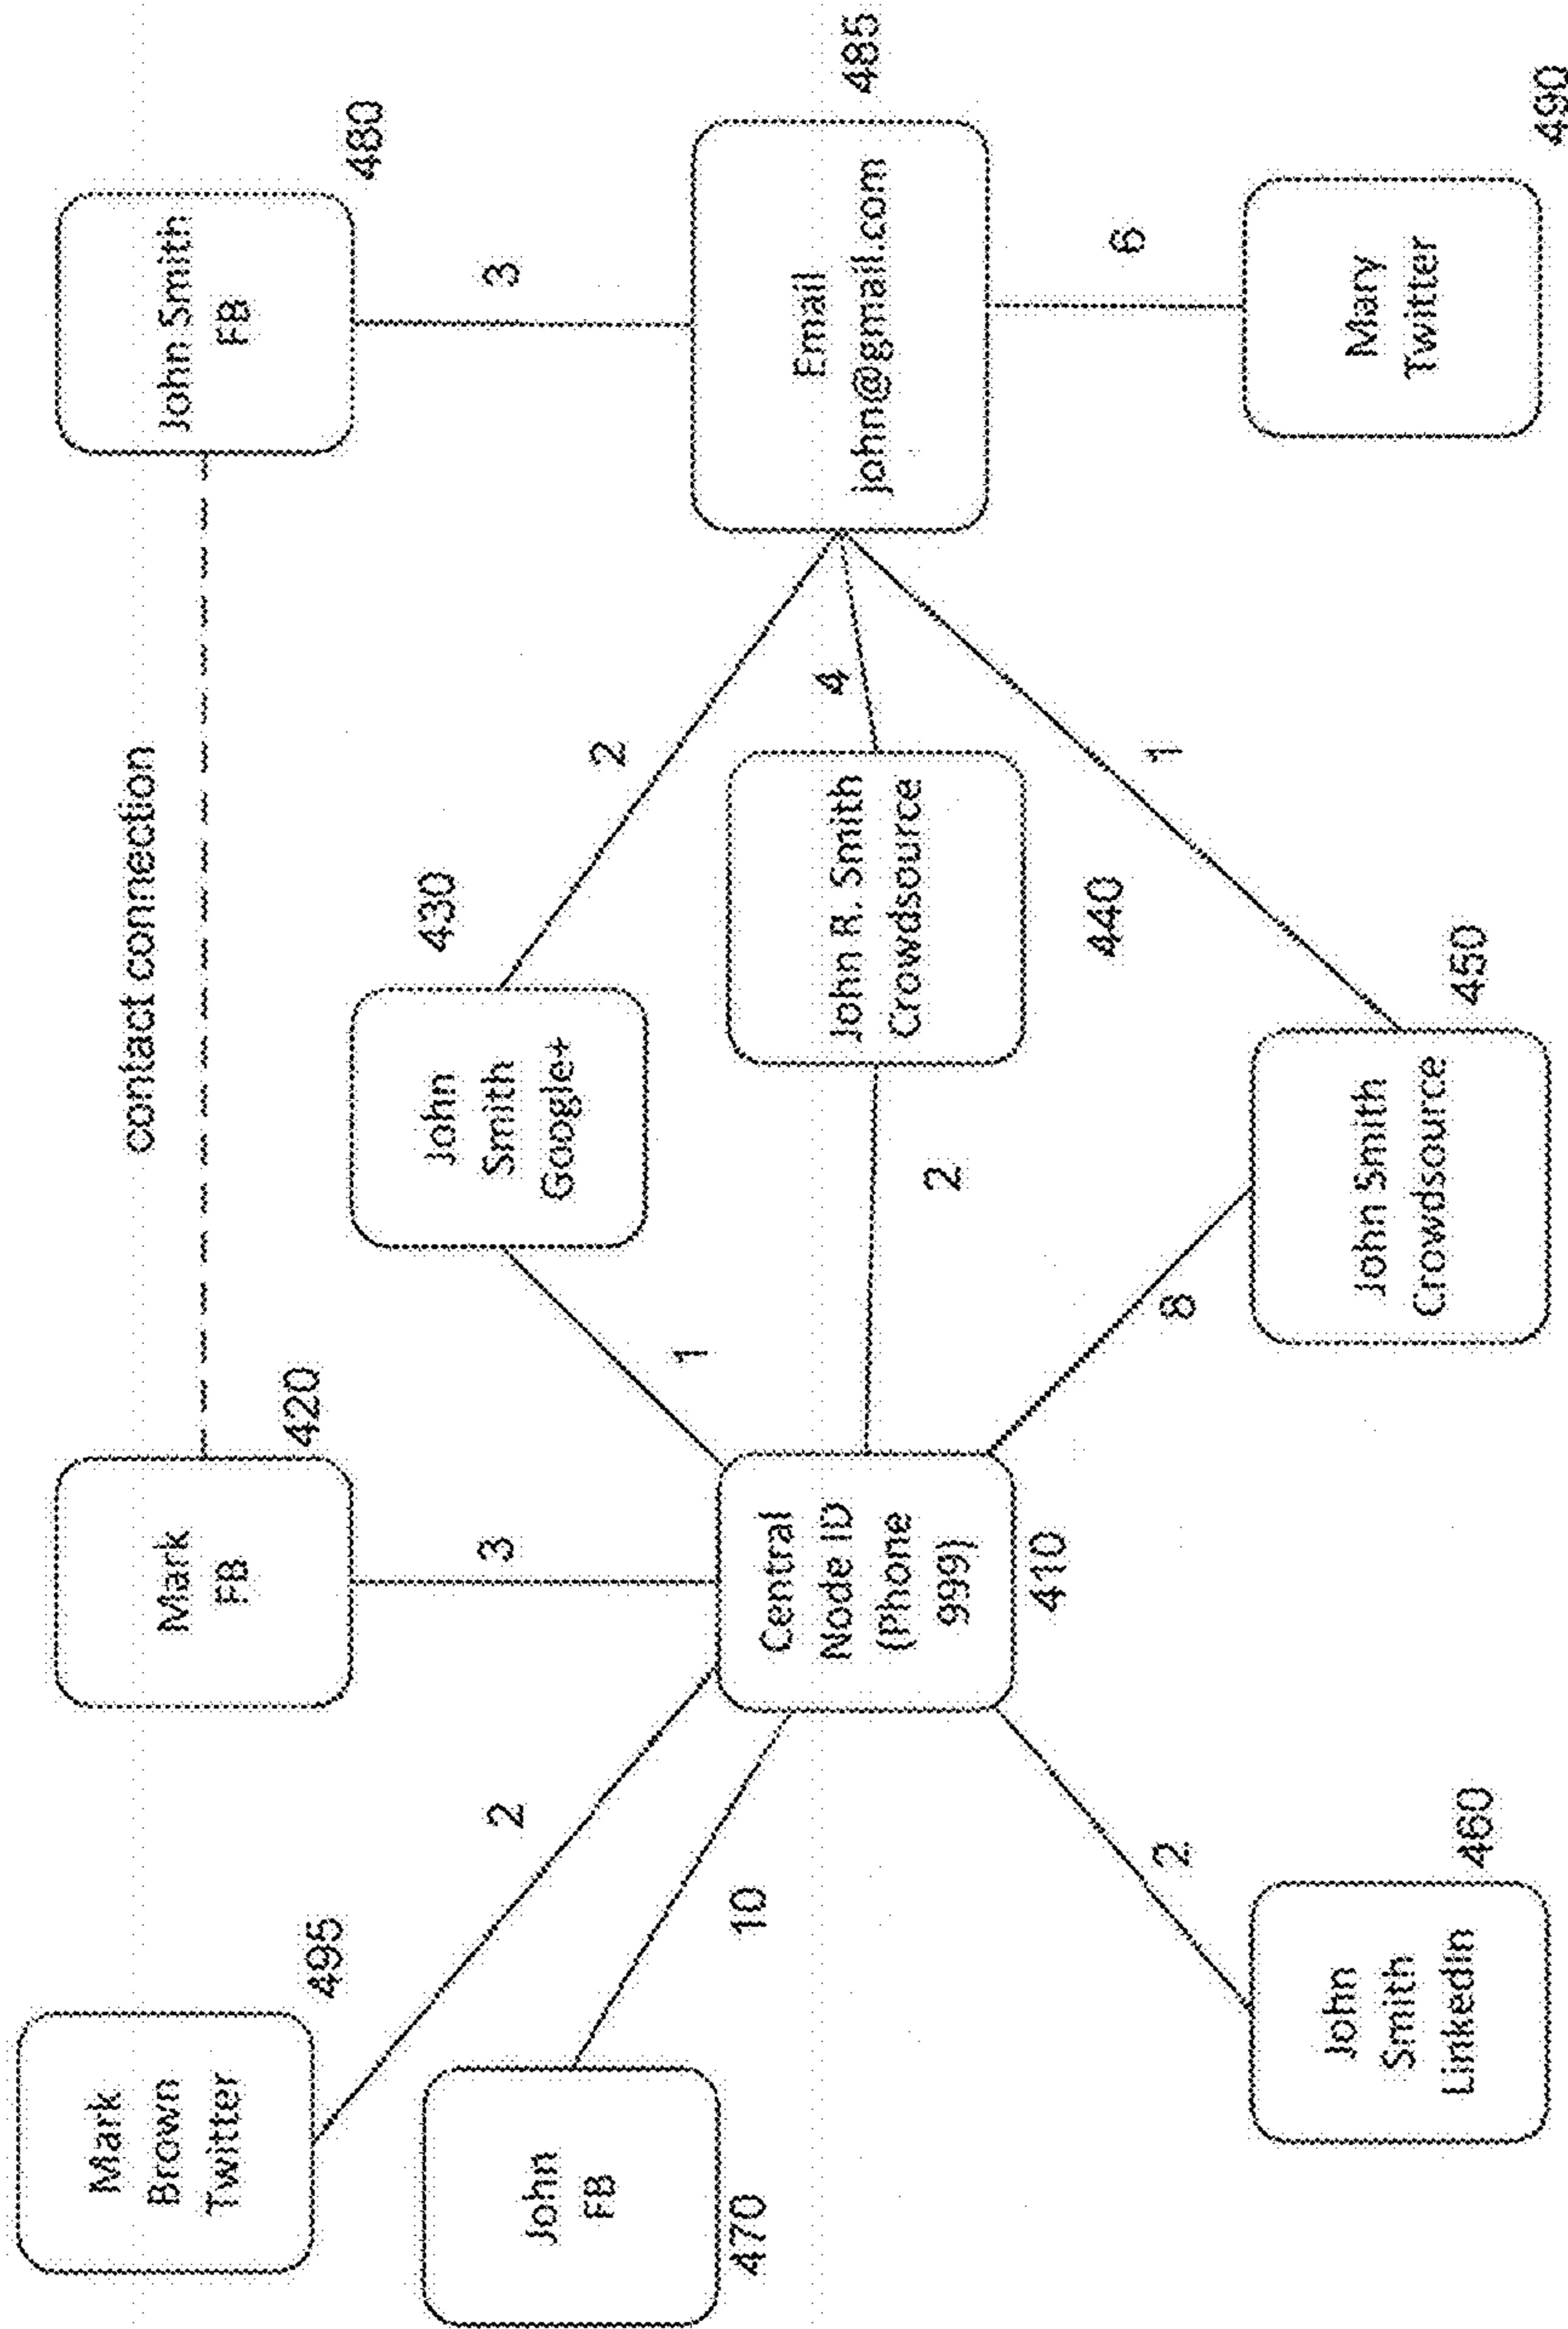 contact connection
Mark
Brown
Twitter
495
John
FB
470
Mark
FB
420
John Smith
FB
480
2
10
3
3
Central
Node ID
(Phone
999)
410
1
2
8
2
John
Smith
Google+
430
John R. Smith
Crowdsource
440
John Smith
Crowdsource
450
John
Smith
LinkedIn
460
2
4
1
Email
john@gmail.com
485
6
Mary
Twitter
490